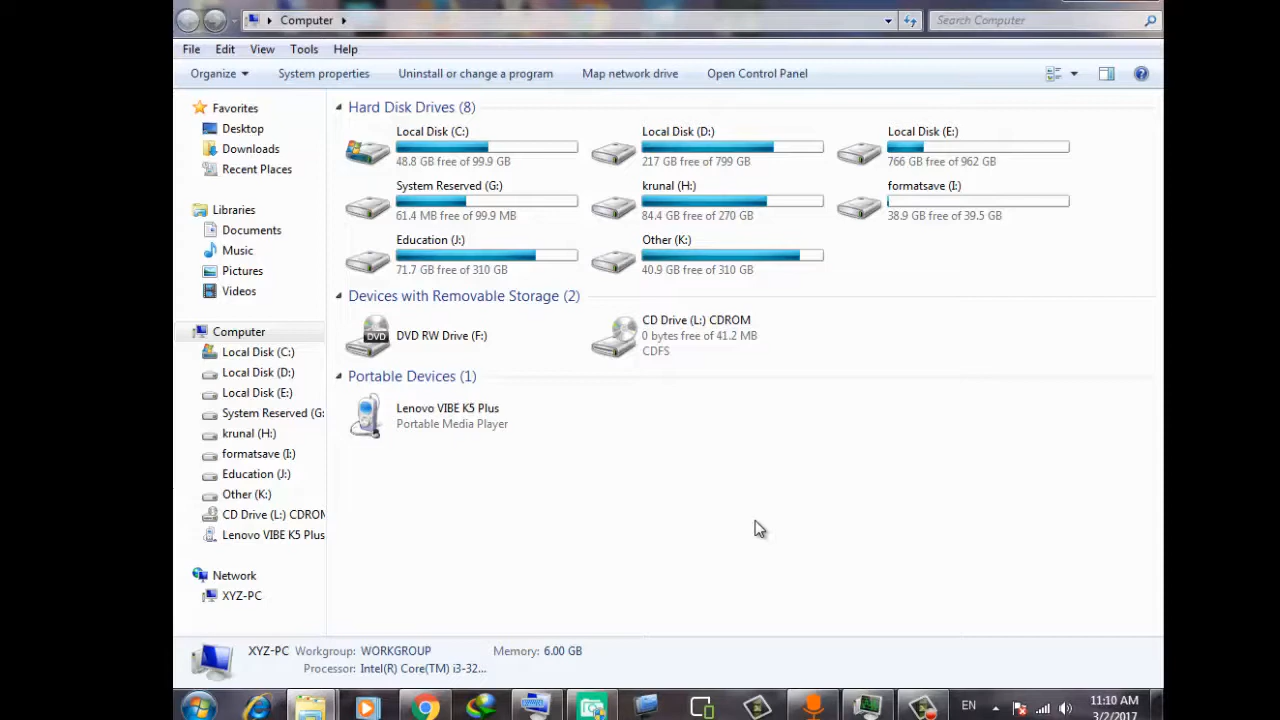 Computer
Search Computer
File Edit View Tools Help
Organize System properties Uninstall or change a program Map network drive Open Control Panel
Favorites
Desktop
Downloads
Recent Places
Libraries
Documents
Music
Pictures
Videos
Computer
Local Disk (C:)
Local Disk (D:)
Local Disk (E:)
System Reserved (G:
krunal (H:)
formatsave (I:)
Education (J:)
Other (K:)
CD Drive (L:) CDROM
Lenovo VIBE K5 Plus
Network
XYZ-PC
Hard Disk Drives (8)
Local Disk (C:)
48.8 GB free of 99.9 GB
Local Disk (D:)
217 GB free of 799 GB
Local Disk (E:)
766 GB free of 962 GB
System Reserved (G:)
61.4 MB free of 99.9 MB
krunal (H:)
84.4 GB free of 270 GB
formatsave (I:)
38.9 GB free of 39.5 GB
Education (J:)
71.7 GB free of 310 GB
Other (K:)
40.9 GB free of 310 GB
Devices with Removable Storage (2)
DVD
DVD RW Drive (F:)
CD Drive (L:) CDROM
0 bytes free of 41.2 MB
CDFS
Portable Devices (1)
Lenovo VIBE K5 Plus
Portable Media Player
XYZ-PC Workgroup: WORKGROUP Memory: 6.00 GB
Processor: Intel(R) Core(TM) i3-32...
EN
11:10 AM
3/2/2017